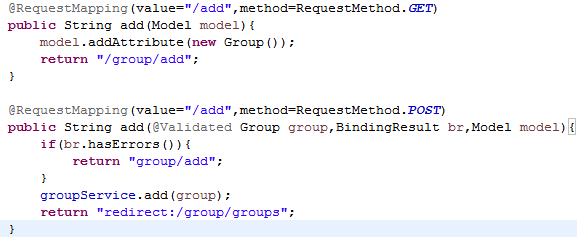 @RequestMapping(value="/add",method=RequestMethod.GET)
public String add(Model model){
    model.addAttribute(new Group());
    return "/group/add";
}

@RequestMapping(value="/add",method=RequestMethod.POST)
public String add(@Validated Group group,BindingResult br,Model model){
    if(br.hasErrors()){
        return "group/add";
    }
    groupService.add(group);
    return "redirect:/group/groups";
}